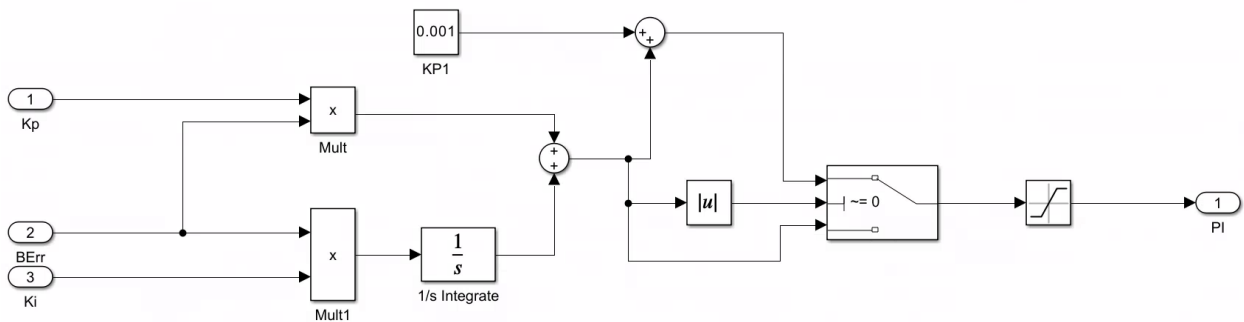 0.001
+
+
KP1
1
Kp
x
Mult
+
+
2
BErr
3
Ki
x
Mult1
1
s
1/s Integrate
|u|
~= 0
1
PI